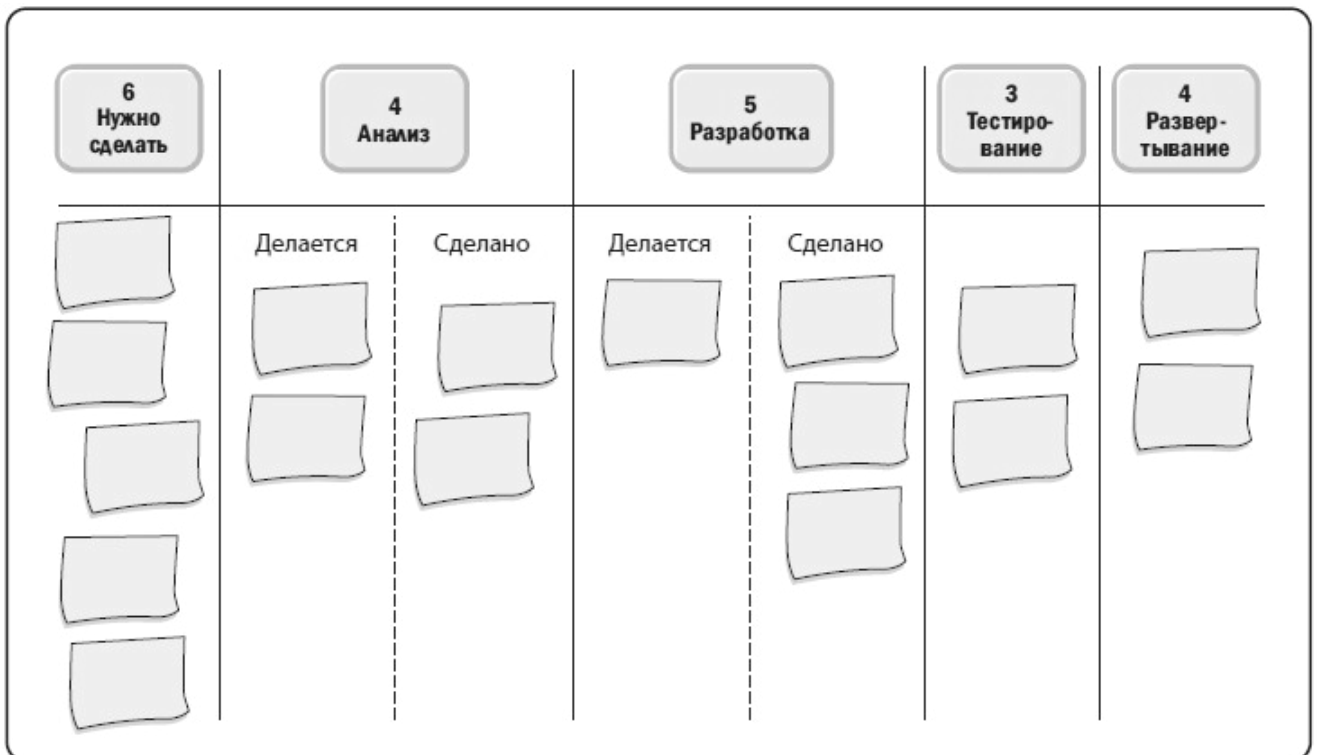 6
Нужно
сделать
4
Анализ
5
Разработка
3
Тестиро-
вание
4
Развер-
тывание
Делается
Сделано
Делается
Сделано